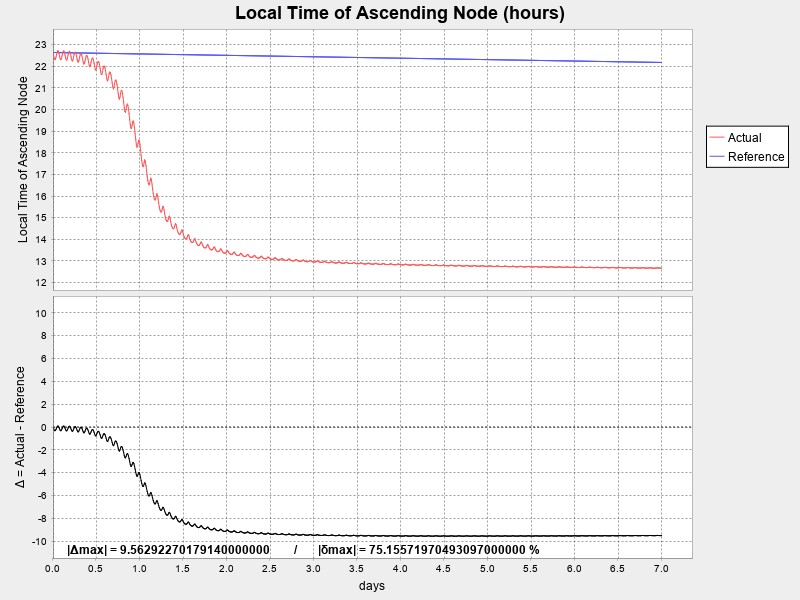 Local Time of Ascending Node (hours)
Local Time of Ascending Node
23
22
21
20
19
18
17
16
15
14
13
12
Actual
Reference
Δ = Actual - Reference
10
8
6
4
2
0
-2
-4
-6
-8
-10
|Δmax| = 9.56292270179140000000 / |δmax| = 75.15571970493097000000 %
0.0 0.5 1.0 1.5 2.0 2.5 3.0 3.5 4.0 4.5 5.0 5.5 6.0 6.5 7.0
days